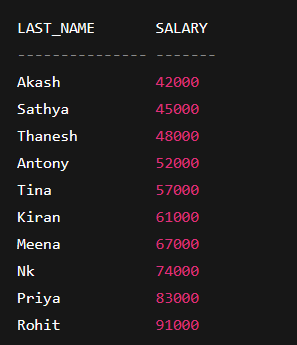 LAST_NAME SALARY
--------------- -------
Akash 42000
Sathya 45000
Thanesh 48000
Antony 52000
Tina 57000
Kiran 61000
Meena 67000
Nk 74000
Priya 83000
Rohit 91000